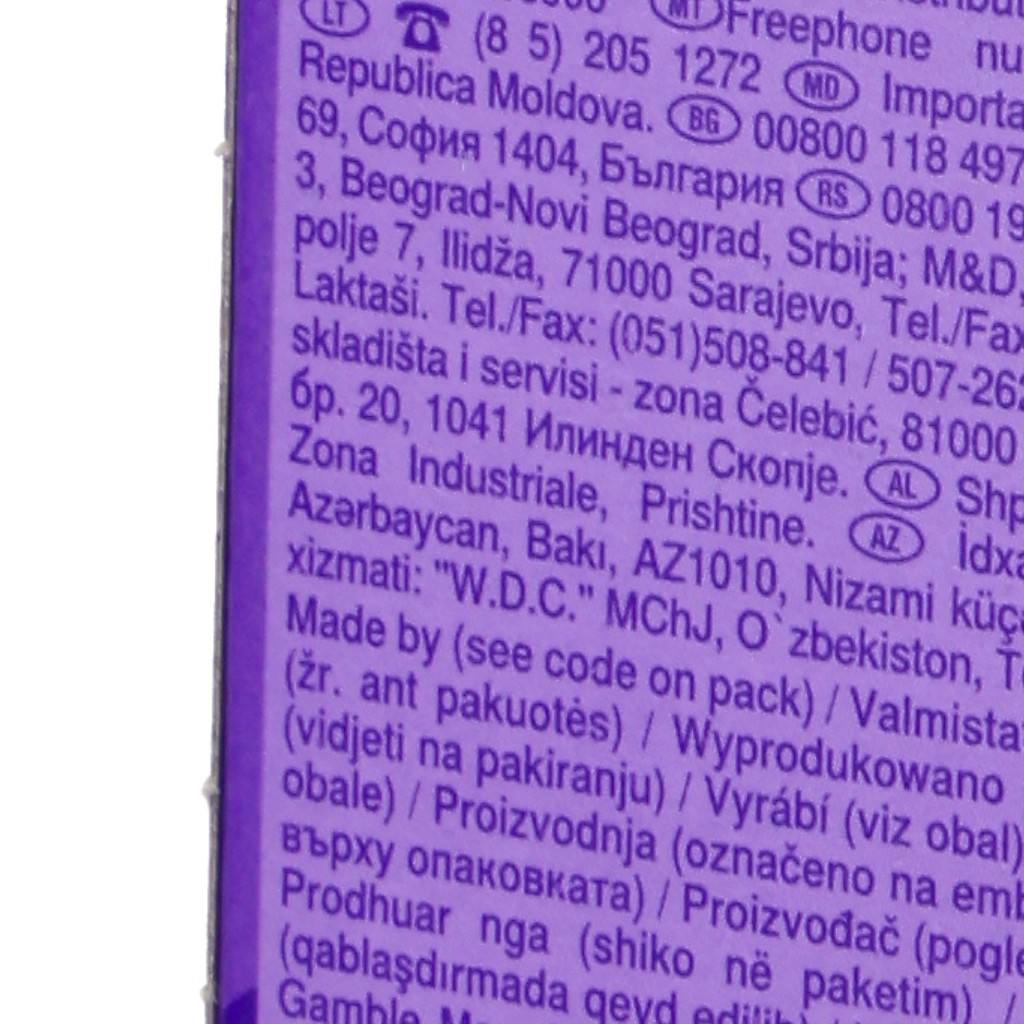 LT ☎ (8 5) 205 1272 MD Importa
MT Freephone nu
Republica Moldova. BG 00800 118 497
69, София 1404, България RS 0800 19
3, Beograd-Novi Beograd, Srbija; M&D,
polje 7, Ilidža, 71000 Sarajevo, Tel./Fax
Laktaši. Tel./Fax: (051)508-841 / 507-262
skladišta i servisi - zona Čelebić, 81000
бр. 20, 1041 Илинден Скопје. AL Shp
Zona Industriale, Prishtine. AZ İdxa
Azərbaycan, Bakı, AZ1010, Nizami küç
xizmati: "W.D.C." MChJ, O`zbekiston, T
Made by (see code on pack) / Valmista
(žr. ant pakuotės) / Wyprodukowano
(vidjeti na pakiranju) / Vyrábí (viz obal)
obale) / Proizvodnja (označeno na emb
върху опаковката) / Proizvođač (pogle
Prodhuar nga (shiko në paketim) /
(qablaşdırmada qeyd edilib)
Gamble